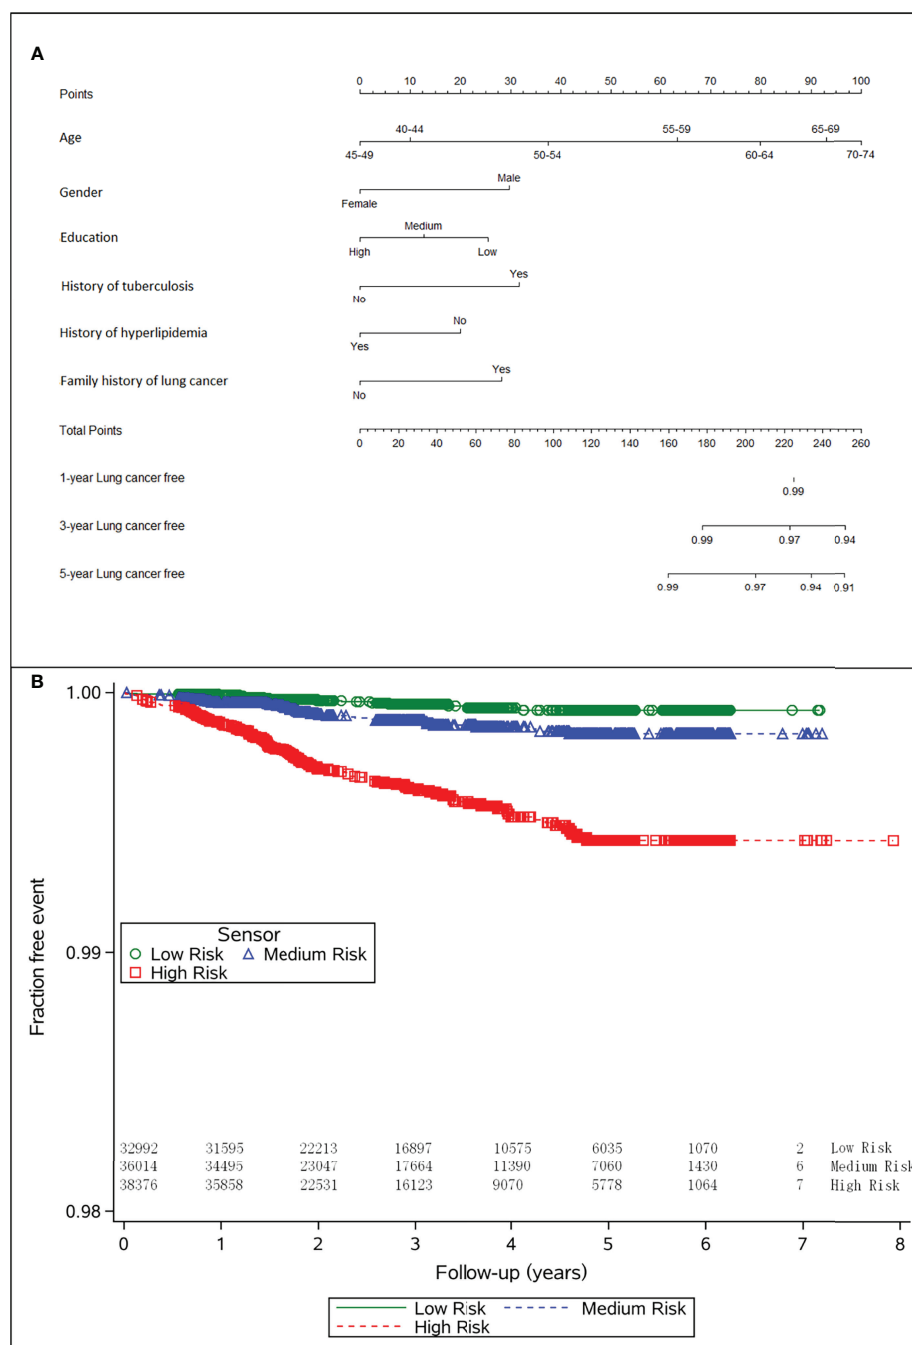 A
0 10 20 30 40 50 60 70 80 90 100
Points
40-44 55-59 65-69
Age
45-49 50-54 60-64 70-74
Male
Gender
Female
Medium
Education
High Low
Yes
History of tuberculosis
No
No
History of hyperlipidemia
Yes
Yes
Family history of lung cancer
No
Total Points
0 20 40 60 80 100 120 140 160 180 200 220 240 260
1-year Lung cancer free
0.99
3-year Lung cancer free
0.99 0.97 0.94
5-year Lung cancer free
0.99 0.97 0.94 0.91
B
1.00
0.99
0.98
Fraction free event
Sensor
Low Risk Medium Risk
High Risk
32992 31595 22213 16897 10575 6035 1070 2 Low Risk
36014 34495 23047 17664 11390 7060 1430 6 Medium Risk
38376 35858 22531 16123 9070 5778 1064 7 High Risk
0 1 2 3 4 5 6 7 8
Follow-up (years)
Low Risk Medium Risk
High Risk